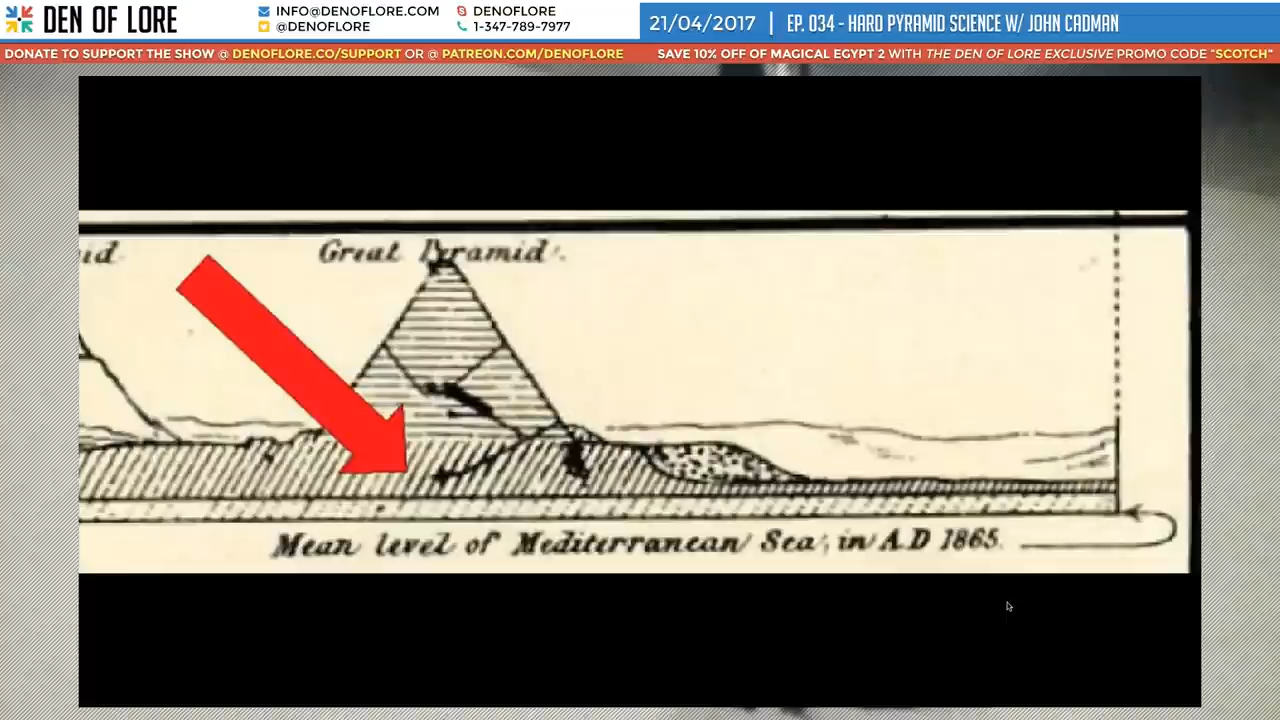 DEN OF LORE
INFO@DENOFLORE.COM
@DENOFLORE
DENOFLORE
1-347-789-7977
21/04/2017 | EP. 034 - HARD PYRAMID SCIENCE W/ JOHN CADMAN
DONATE TO SUPPORT THE SHOW @ DENOFLORE.CO/SUPPORT OR @ PATREON.COM/DENOFLORE
SAVE 10% OFF OF MAGICAL EGYPT 2 WITH THE DEN OF LORE EXCLUSIVE PROMO CODE "SCOTCH"
id
Great Pyramid.
Mean level of Mediterranean Sea, in A.D 1865.